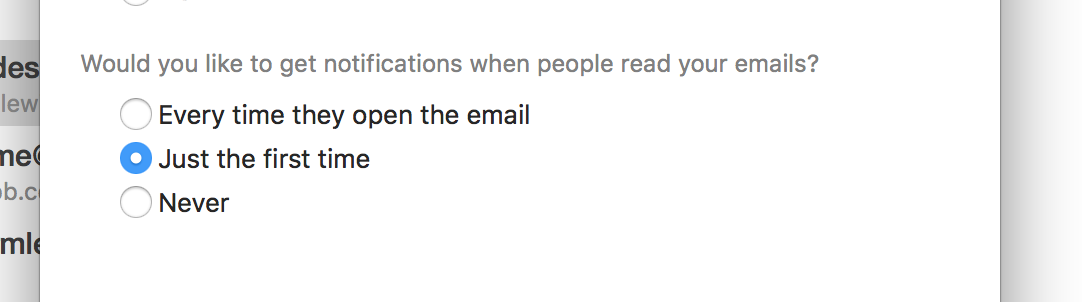 Would you like to get notifications when people read your emails?
Every time they open the email
Just the first time
Never